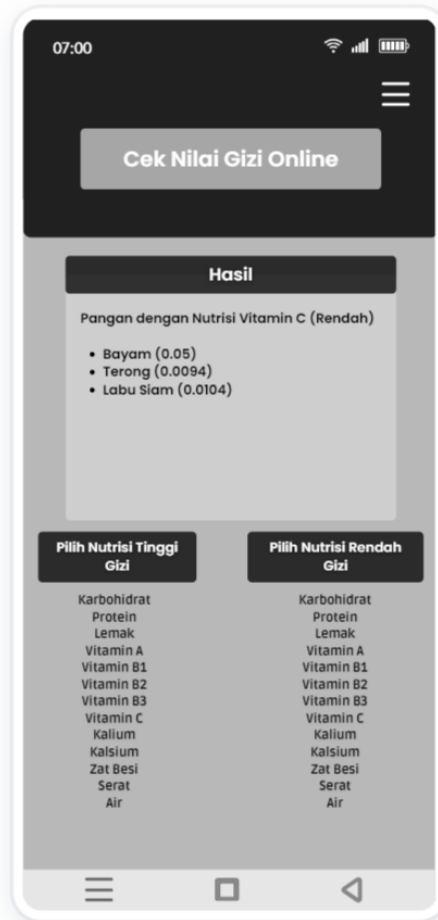 07:00
Cek Nilai Gizi Online
Hasil
Pangan dengan Nutrisi Vitamin C (Rendah)
• Bayam (0.05)
• Terong (0.0094)
• Labu Siam (0.0104)
Pilih Nutrisi Tinggi
Gizi
Karbohidrat
Protein
Lemak
Vitamin A
Vitamin B1
Vitamin B2
Vitamin B3
Vitamin C
Kalium
Kalsium
Zat Besi
Serat
Air
Pilih Nutrisi Rendah
Gizi
Karbohidrat
Protein
Lemak
Vitamin A
Vitamin B1
Vitamin B2
Vitamin B3
Vitamin C
Kalium
Kalsium
Zat Besi
Serat
Air